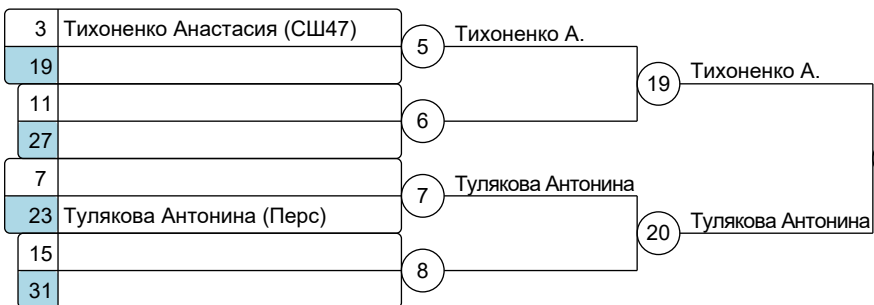 3 Тихоненко Анастасия (СШ47)
5 Тихоненко А.
19
19 Тихоненко А.
11
6
27
7
7 Тулякова Антонина
23 Тулякова Антонина (Перс)
20 Тулякова Антонина
15
8
31